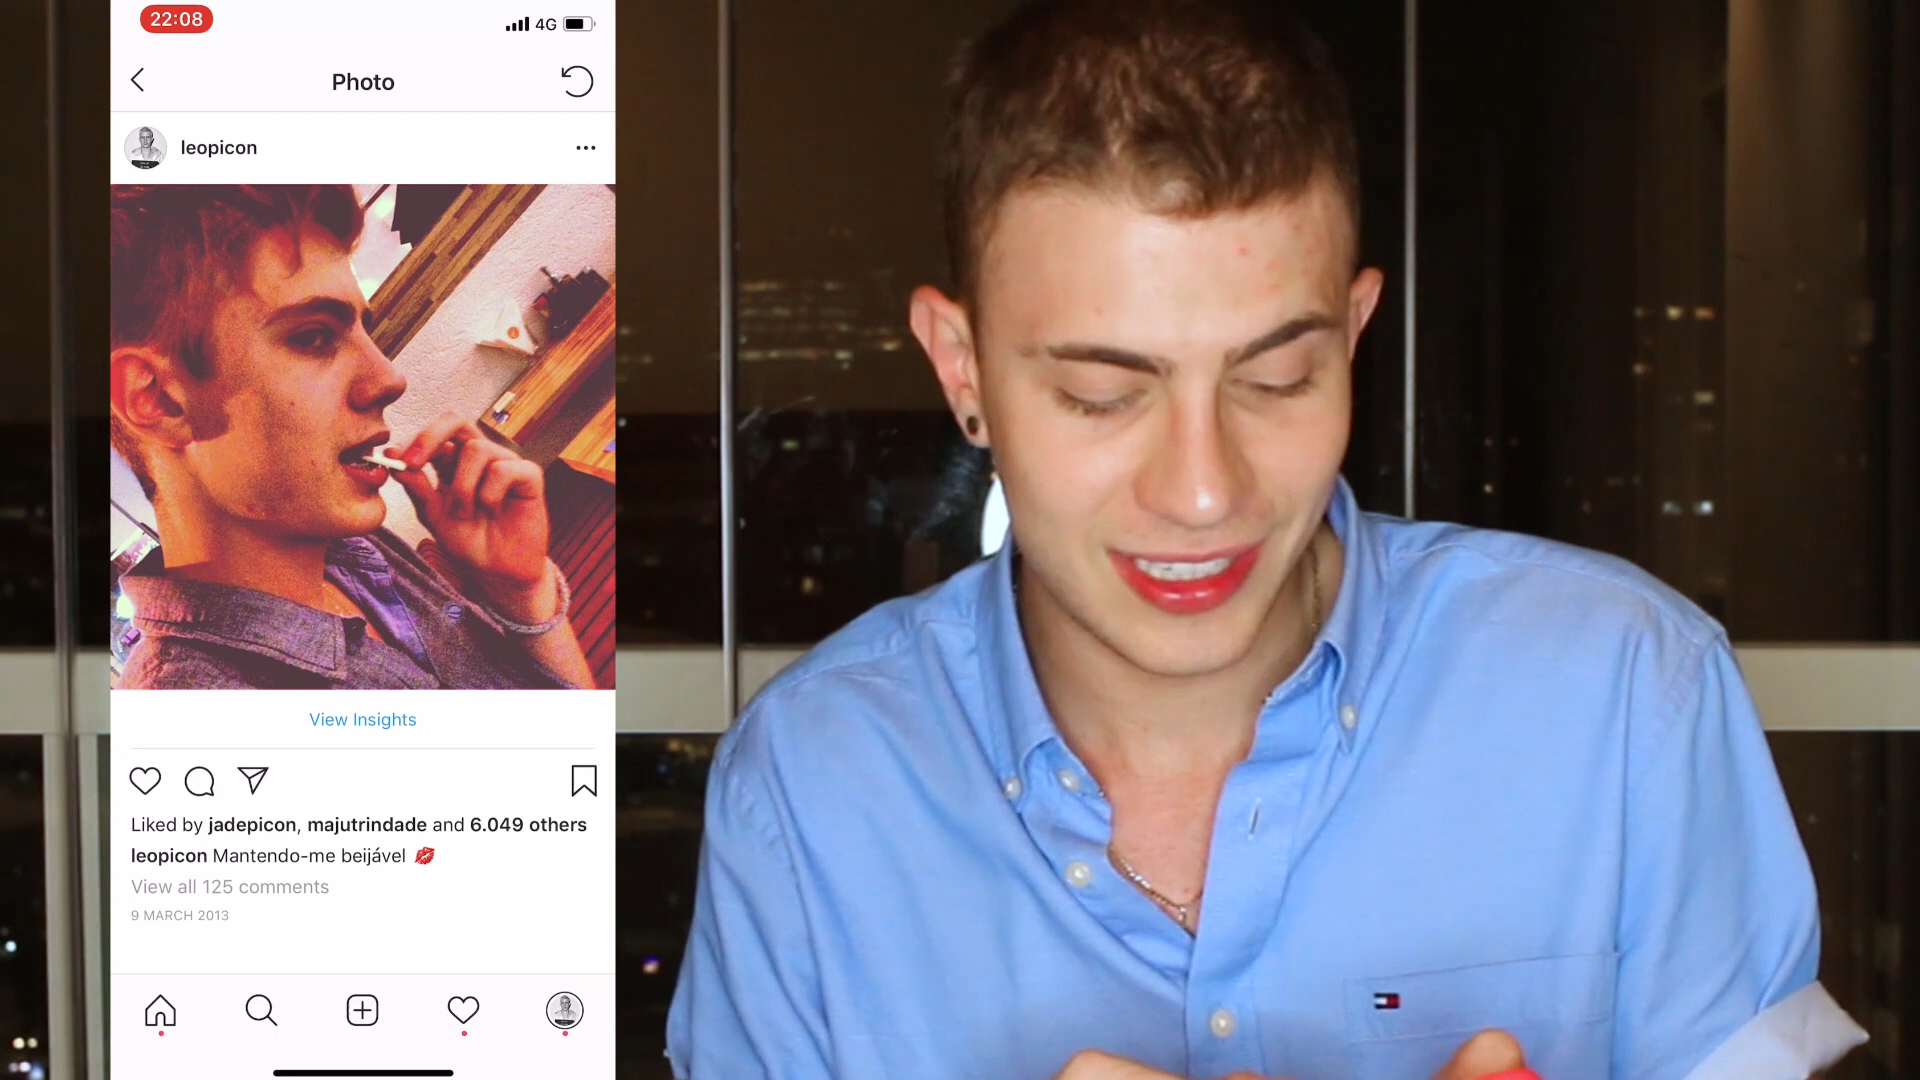 22:08
4G
Photo
leopicon
View Insights
Liked by jadepicon, majutrindade and 6.049 others
leopicon Mantendo-me beijável 💋
View all 125 comments
9 MARCH 2013